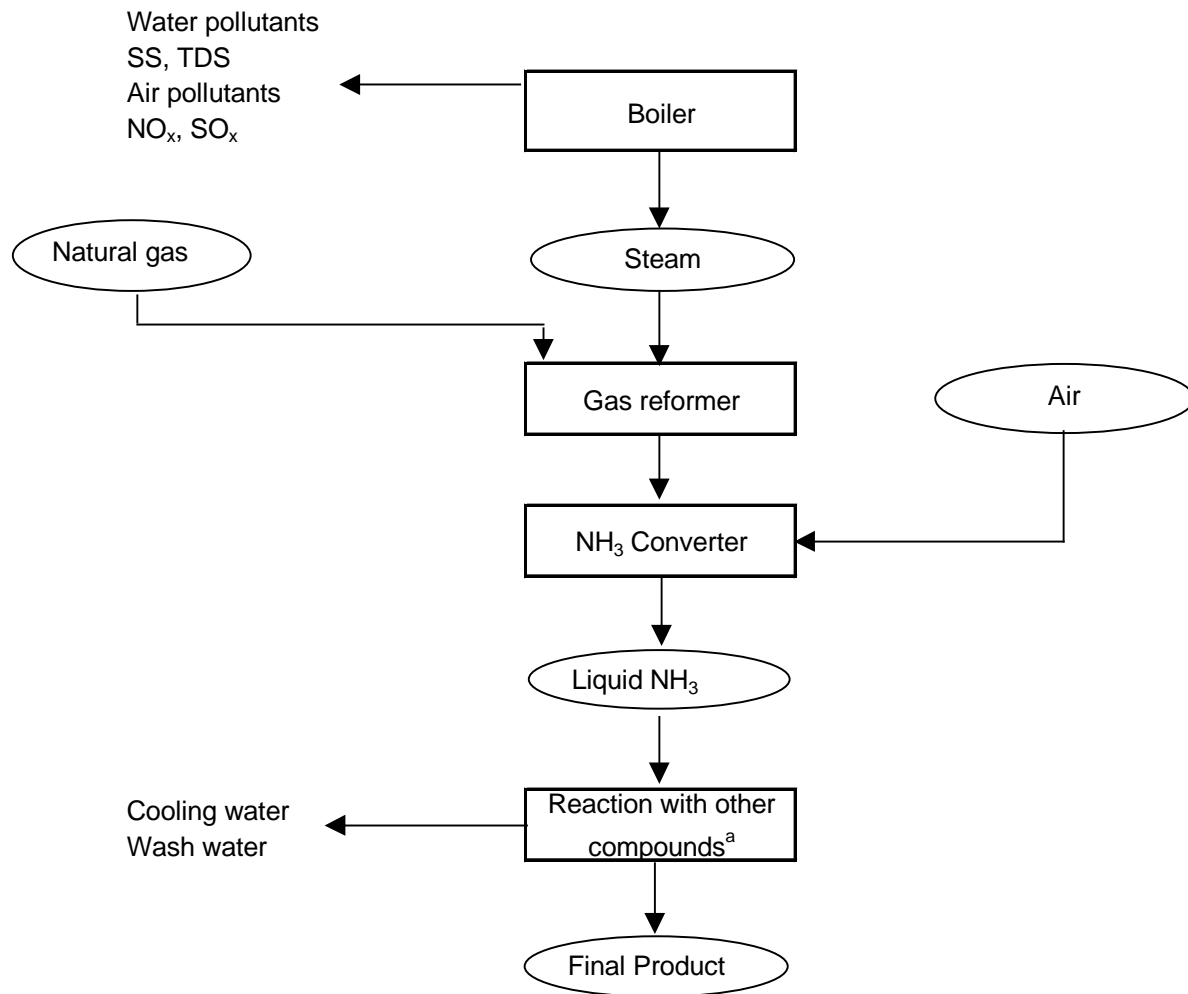 Water pollutants
SS, TDS
Air pollutants
NOₓ, SOₓ
Boiler
Natural gas
Steam
Gas reformer
Air
NH₃ Converter
Liquid NH₃
Cooling water
Wash water
Reaction with other
compoundsᵃ
Final Product